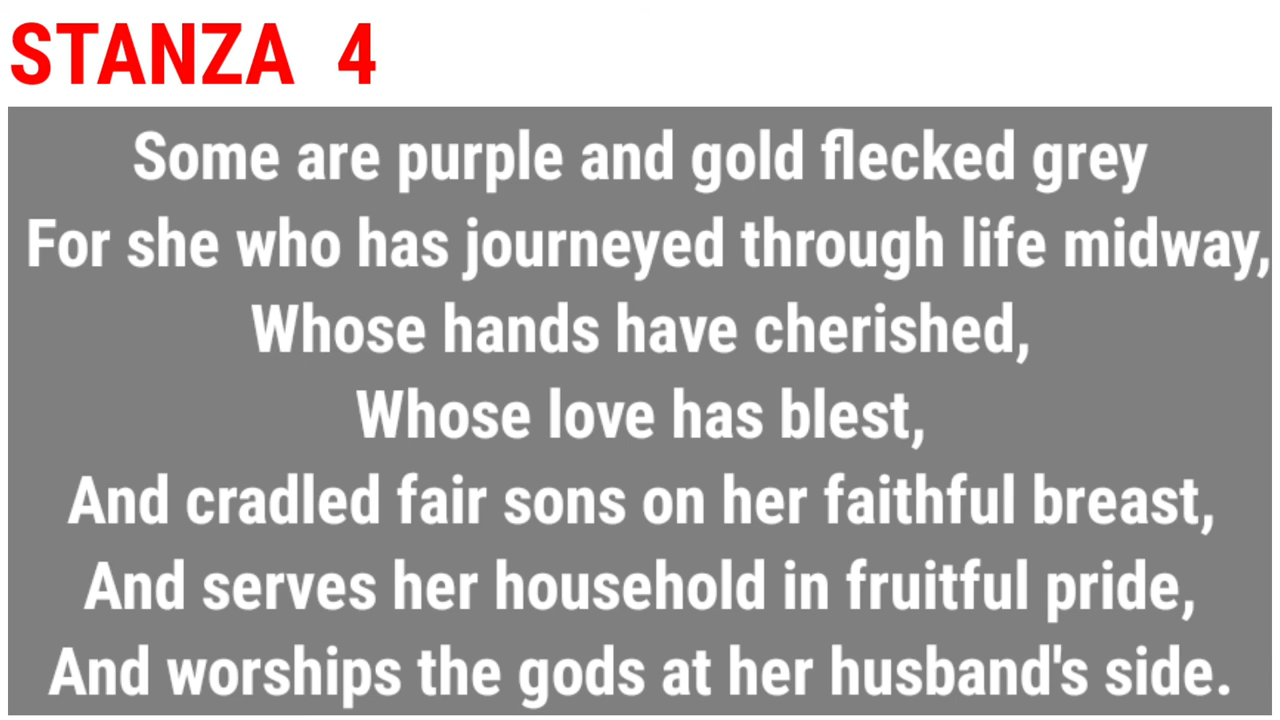 STANZA 4
Some are purple and gold flecked grey
For she who has journeyed through life midway,
Whose hands have cherished,
Whose love has blest,
And cradled fair sons on her faithful breast,
And serves her household in fruitful pride,
And worships the gods at her husband's side.